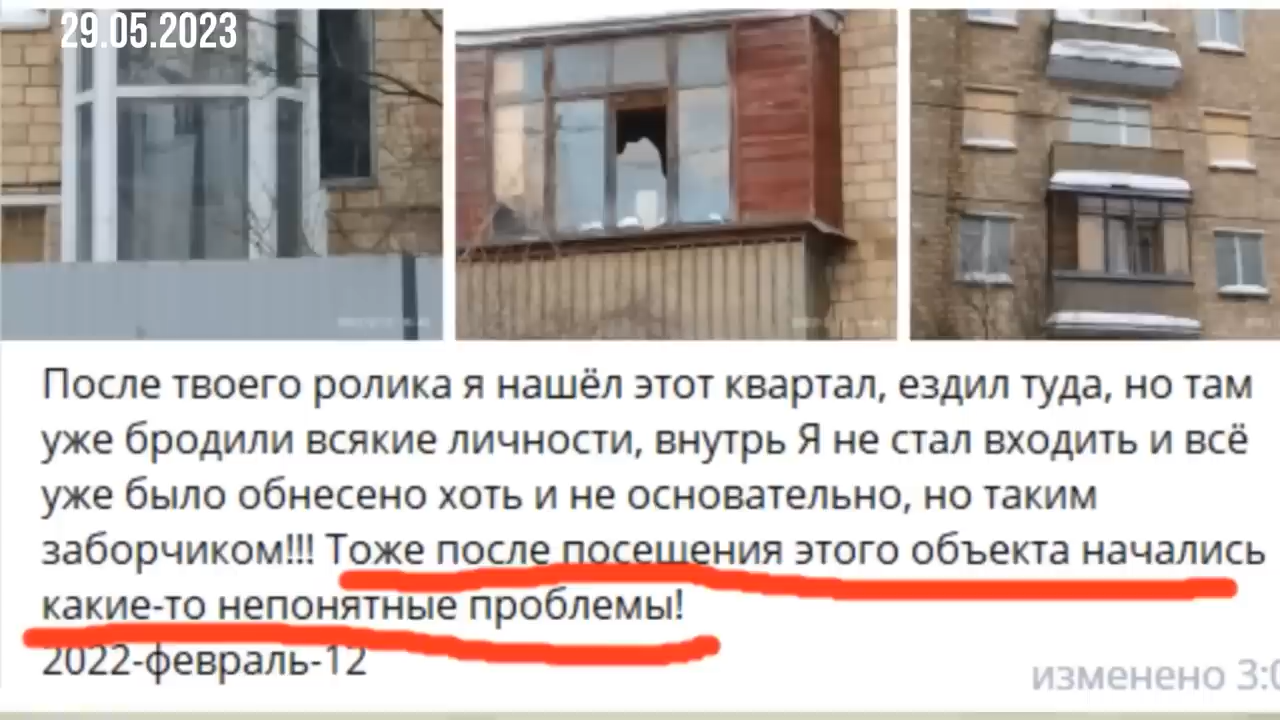 29.05.2023
После твоего ролика я нашёл этот квартал, ездил туда, но там
уже бродили всякие личности, внутрь Я не стал входить и всё
уже было обнесено хоть и не основательно, но таким
заборчиком!!! Тоже после посещения этого объекта начались
какие-то непонятные проблемы!
2022-февраль-12
изменено